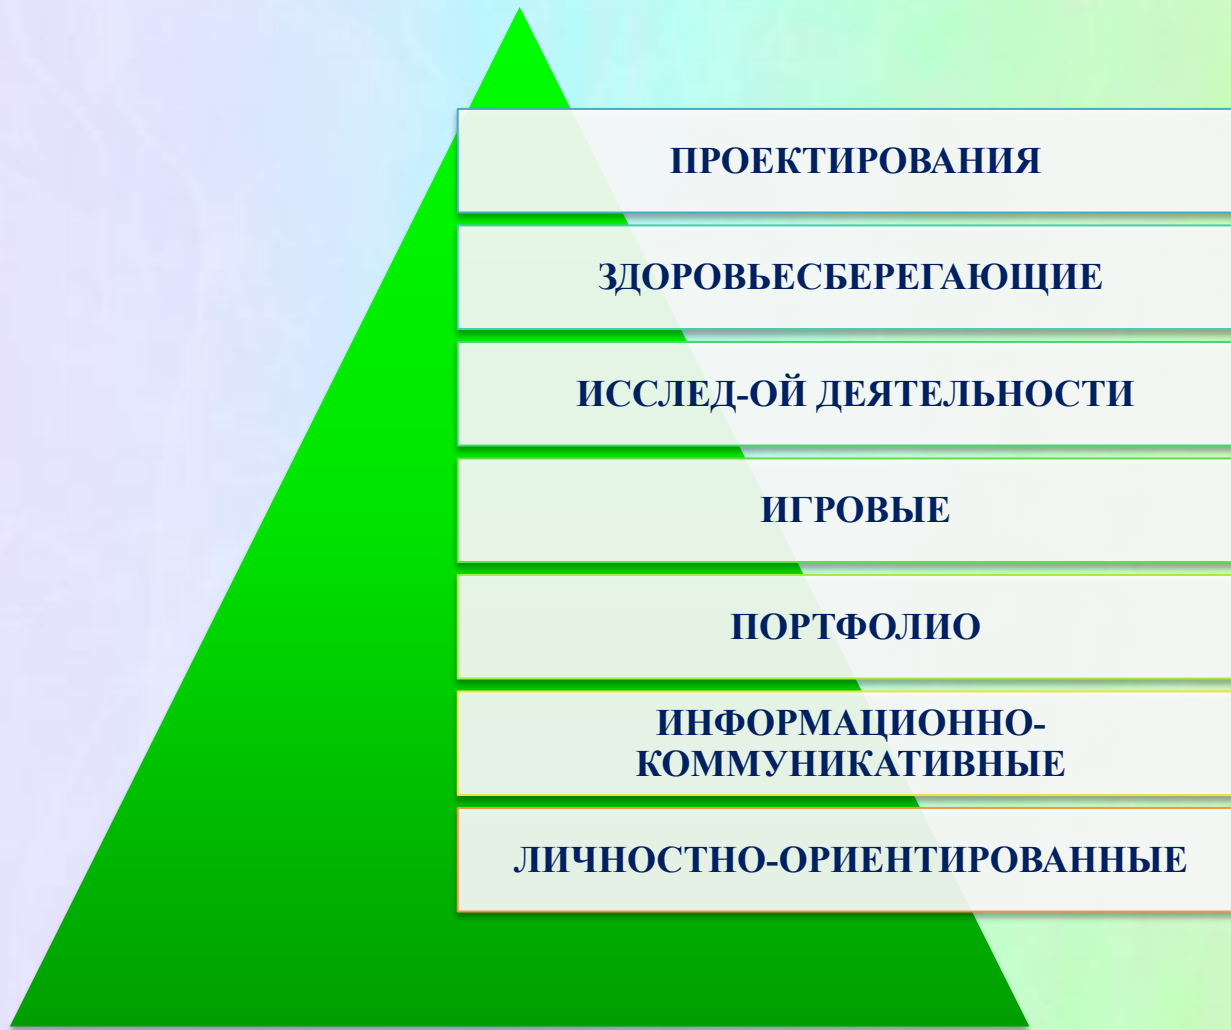 ПРОЕКТИРОВАНИЯ
ЗДОРОВЬЕСБЕРЕГАЮЩИЕ
ИССЛЕД-ОЙ ДЕЯТЕЛЬНОСТИ
ИГРОВЫЕ
ПОРТФОЛИО
ИНФОРМАЦИОННО-
КОММУНИКАТИВНЫЕ
ЛИЧНОСТНО-ОРИЕНТИРОВАННЫЕ